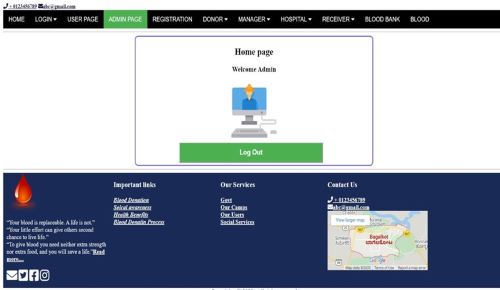 : 0123456789 abc@gmail.com
HOME LOGIN USER PAGE ADMIN PAGE REGISTRATION DONOR MANAGER HOSPITAL RECEIVER BLOOD BANK BLOOD
Home page
Welcome Admin
Log Out
Important links
Blood Donation
Health Benefits
Blood Donatin Process
Our Services
Govt
Our Camps
Our Users
Social Services
Contact Us
: 0123456789
abc@gmail.com
View larger map
Bagalkot
Google
Map data ©2020 Terms of Use Report a map error
"Your blood is replaceable. A life is not."
"Your little effort can give others second
chance to live life."
"To give blood you need neither extra strength
nor extra food, and you will save a life."Read
more....